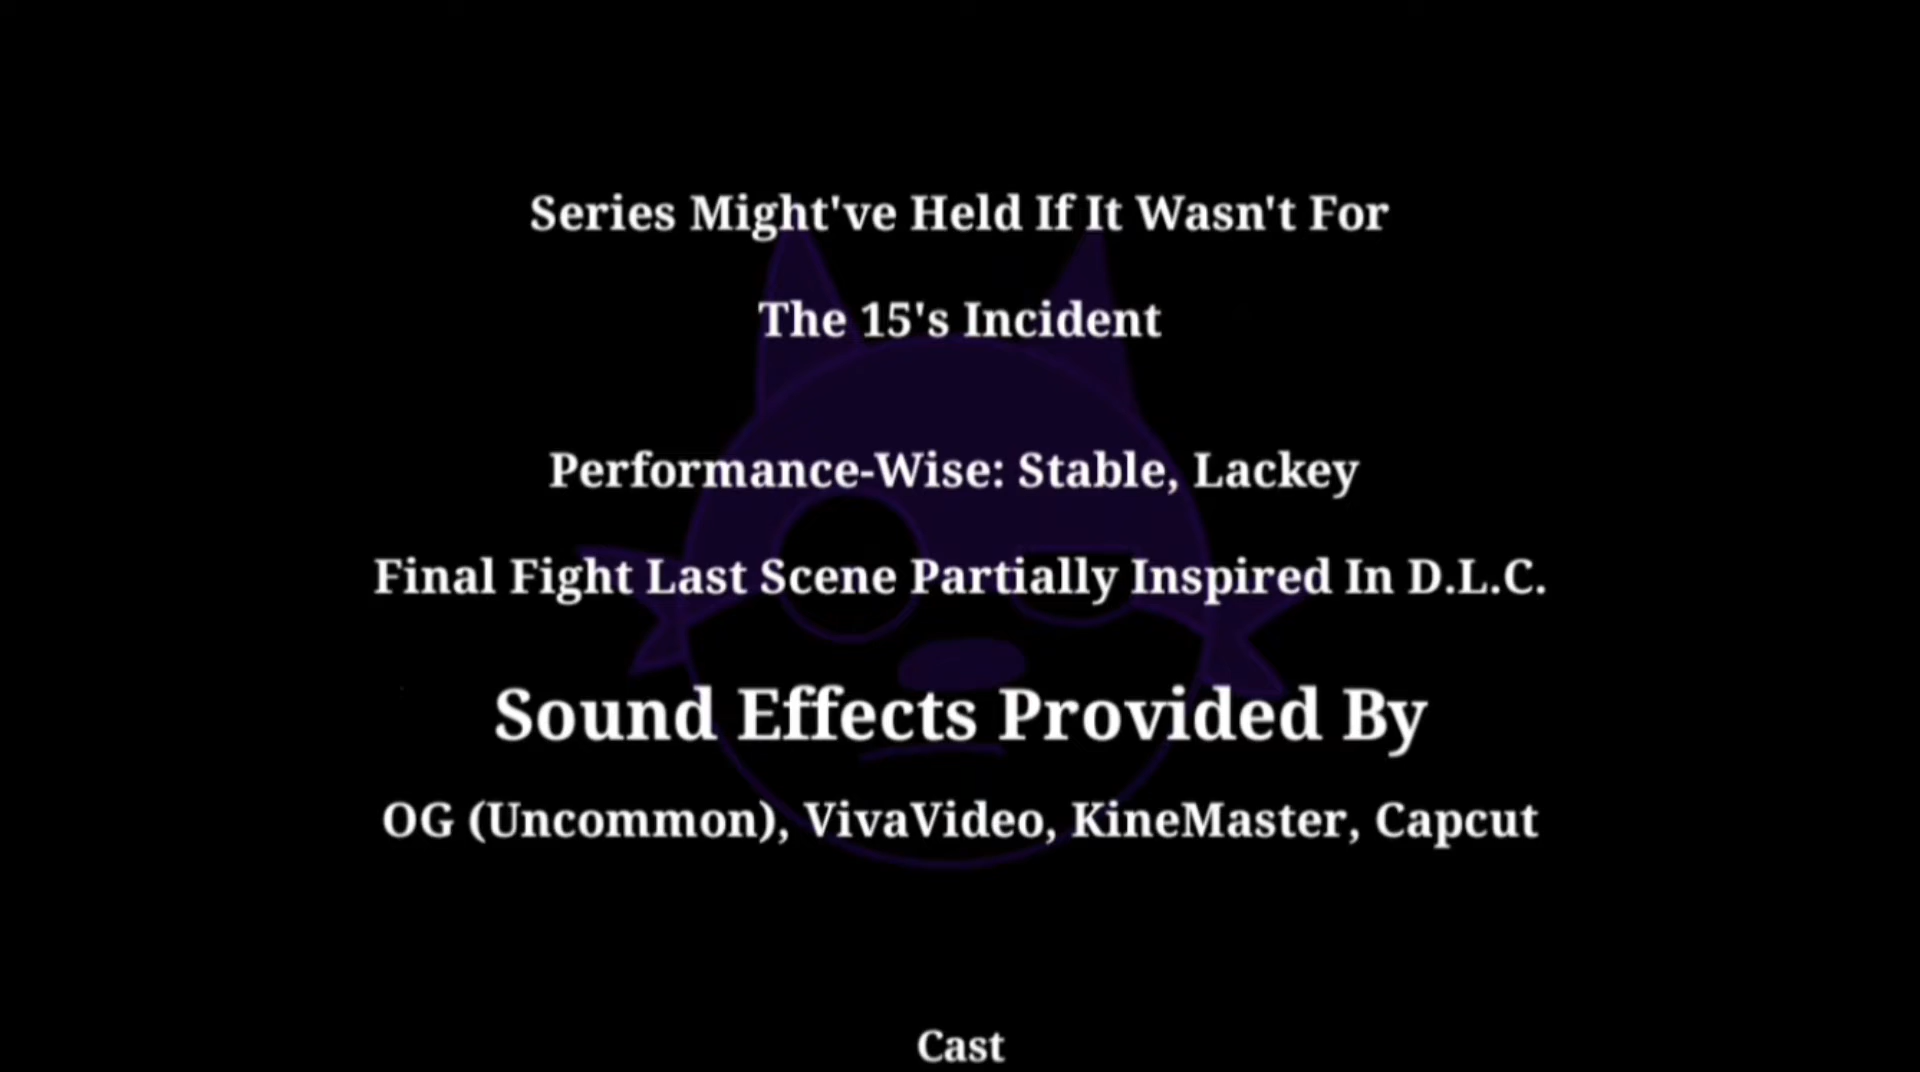 Series Might've Held If It Wasn't For
The 15's Incident
Performance-Wise: Stable, Lackey
Final Fight Last Scene Partially Inspired In D.L.C.
Sound Effects Provided By
OG (Uncommon), VivaVideo, KineMaster, Capcut
Cast